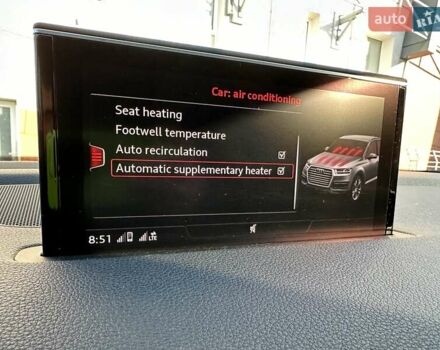 auto RIA
Car: air conditioning
Seat heating
Footwell temperature
Auto recirculation
Automatic supplementary heater
8:51 LTE